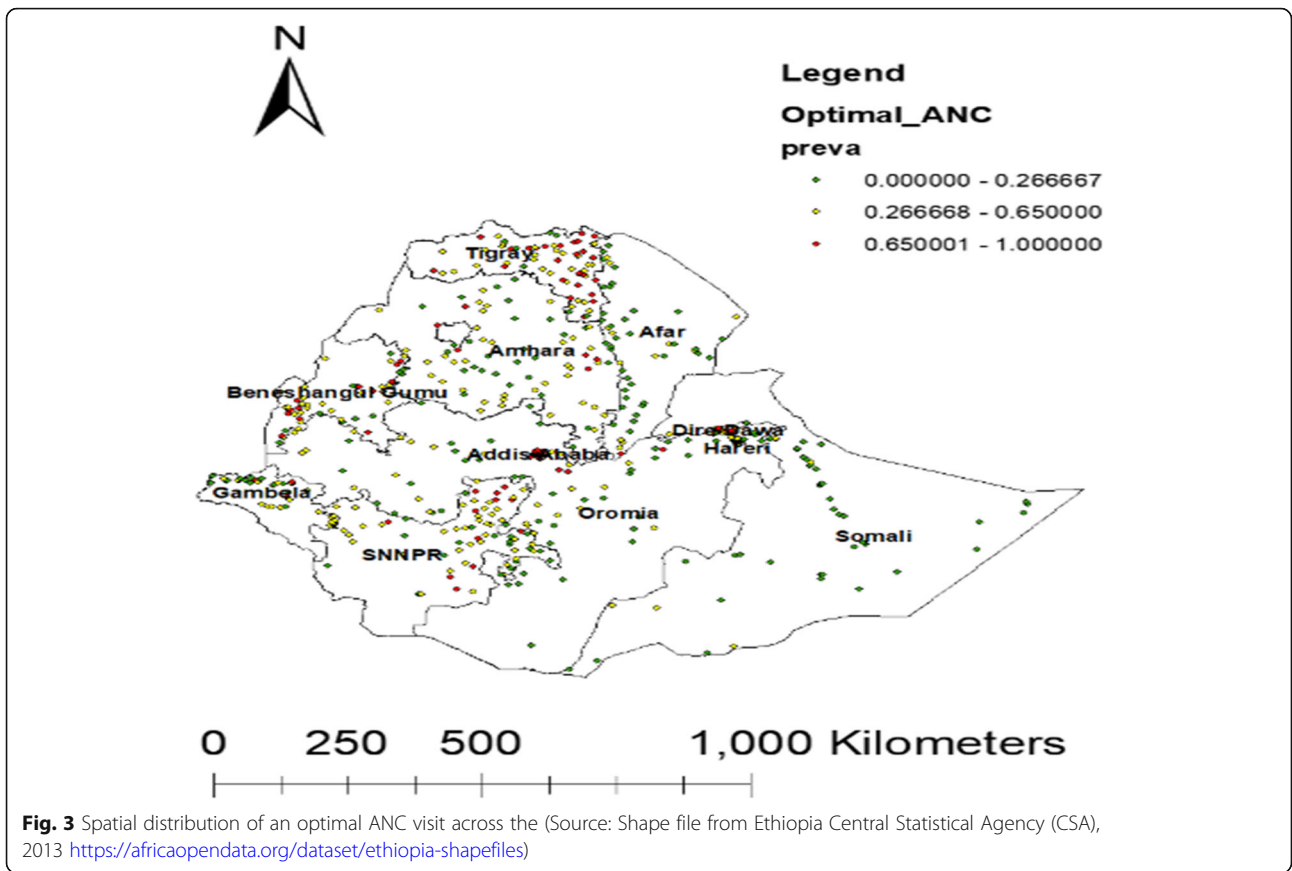 N
Legend
Optimal_ANC
preva
0.000000 - 0.266667
0.266668 - 0.650000
0.650001 - 1.000000
Tigray
Afar
Amhara
Beneshangul Gumu
Dire Dawa
Hareri
Addis Ababa
Gambela
Oromia
Somali
SNNPR
0 250 500 1,000 Kilometers
Fig. 3 Spatial distribution of an optimal ANC visit across the (Source: Shape file from Ethiopia Central Statistical Agency (CSA),
2013 https://africaopendata.org/dataset/ethiopia-shapefiles)